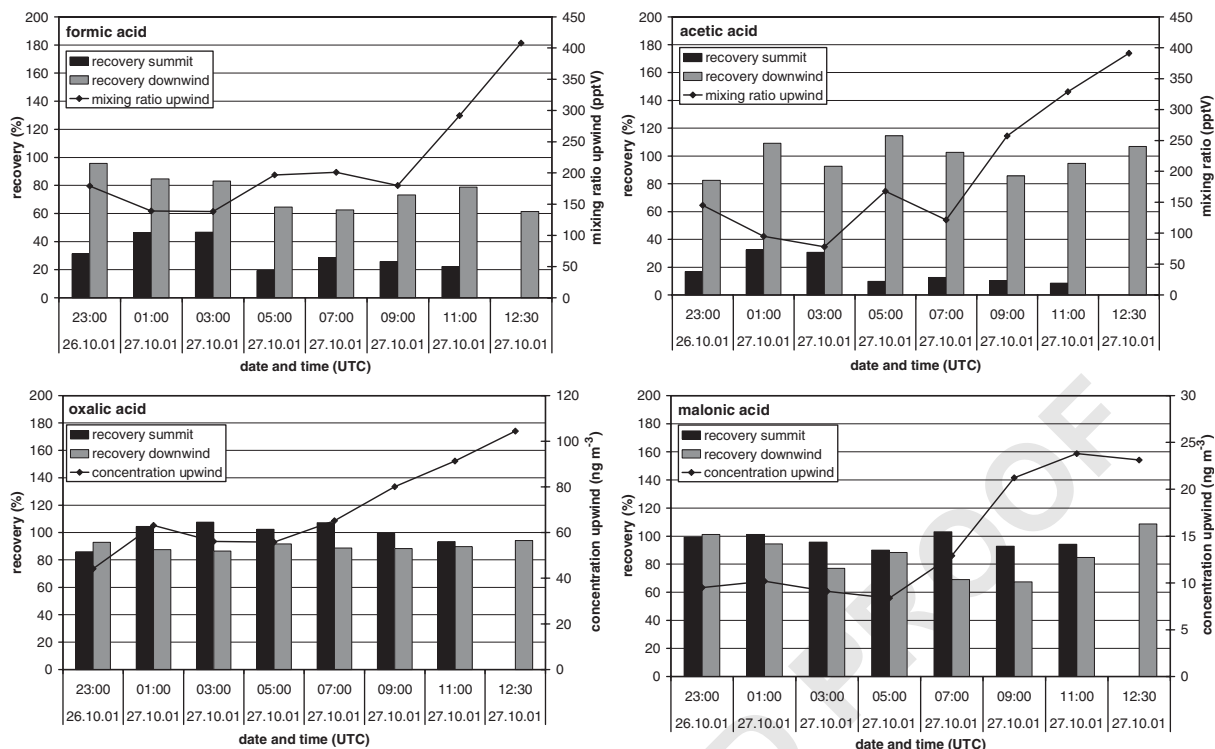 formic acid
recovery summit
recovery downwind
mixing ratio upwind
recovery (%)
200
180
160
140
120
100
80
60
40
20
0
mixing ratio upwind (pptV)
450
400
350
300
250
200
150
100
50
0
23:00 01:00 03:00 05:00 07:00 09:00 11:00 12:30
26.10.01 27.10.01 27.10.01 27.10.01 27.10.01 27.10.01 27.10.01 27.10.01
date and time (UTC)
acetic acid
recovery summit
recovery downwind
mixing ratio upwind
recovery (%)
200
180
160
140
120
100
80
60
40
20
0
mixing ratio (pptV)
450
400
350
300
250
200
150
100
50
0
23:00 01:00 03:00 05:00 07:00 09:00 11:00 12:30
26.10.01 27.10.01 27.10.01 27.10.01 27.10.01 27.10.01 27.10.01 27.10.01
date and time (UTC)
oxalic acid
recovery summit
recovery downwind
concentration upwind
recovery (%)
200
180
160
140
120
100
80
60
40
20
0
concentration upwind (ng m⁻³)
120
100
80
60
40
20
0
23:00 01:00 03:00 05:00 07:00 09:00 11:00 12:30
26.10.01 27.10.01 27.10.01 27.10.01 27.10.01 27.10.01 27.10.01 27.10.01
date and time (UTC)
malonic acid
recovery summit
recovery downwind
concentration upwind
recovery (%)
200
180
160
140
120
100
80
60
40
20
0
concentration upwind (ng m⁻³)
30
25
20
15
10
5
0
23:00 01:00 03:00 05:00 07:00 09:00 11:00 12:30
26.10.01 27.10.01 27.10.01 27.10.01 27.10.01 27.10.01 27.10.01 27.10.01
date and time (UTC)
D PROOF